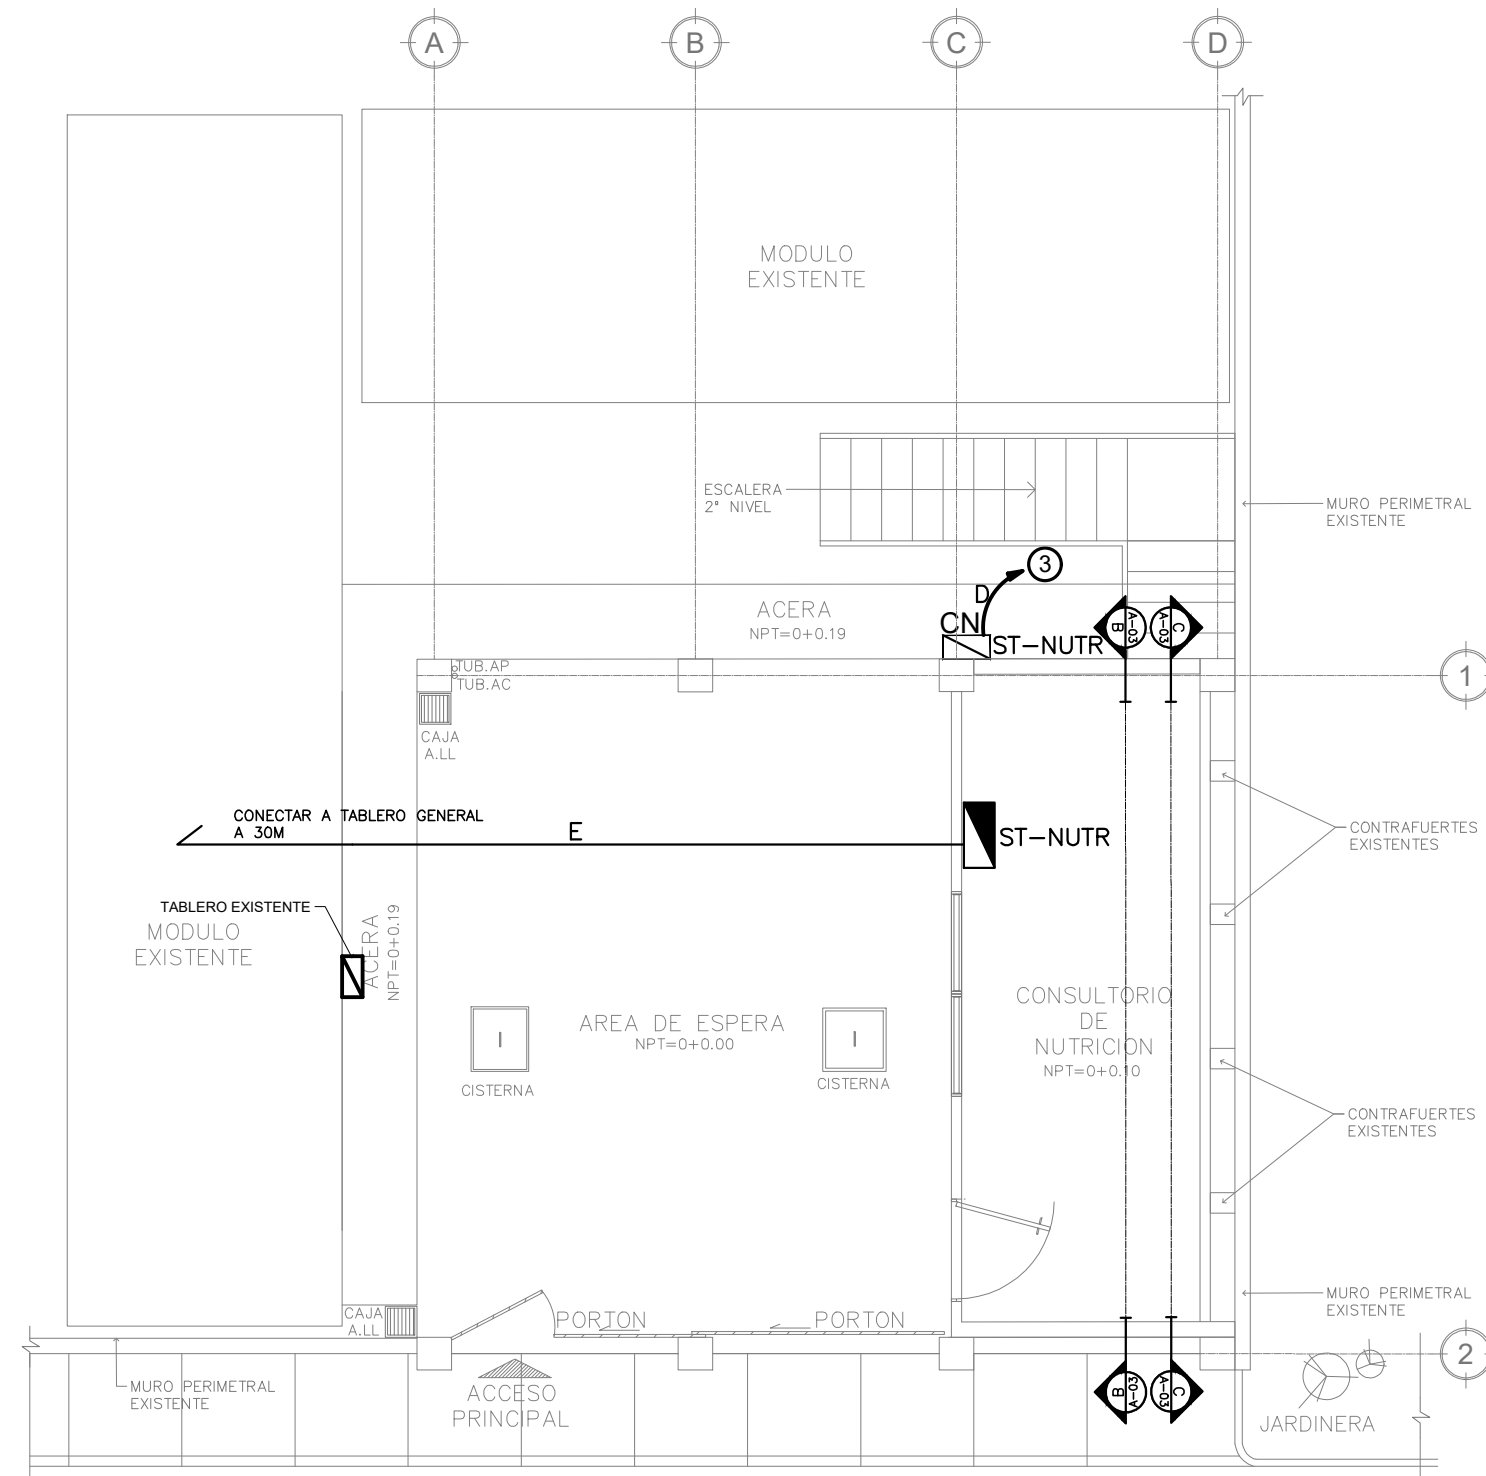 A
B
C
D
MODULO
EXISTENTE
ESCALERA
2° NIVEL
MURO PERIMETRAL
EXISTENTE
3
D
ACERA
NPT=0+0.19
CN
ST-NUTR
B
A-03
C
A-03
TUB.AP
TUB.AC
1
CAJA
A.LL
CONECTAR A TABLERO GENERAL
A 30M
E
ST-NUTR
CONTRAFUERTES
EXISTENTES
TABLERO EXISTENTE
MODULO
EXISTENTE
ACERA
NPT=0+0.19
AREA DE ESPERA
NPT=0+0.00
CONSULTORIO
DE
NUTRICION
NPT=0+0.10
I
I
CISTERNA
CISTERNA
CONTRAFUERTES
EXISTENTES
MURO PERIMETRAL
EXISTENTE
CAJA
A.LL
PORTON
PORTON
2
MURO PERIMETRAL
EXISTENTE
ACCESO
PRINCIPAL
B
A-03
C
A-03
JARDINERA